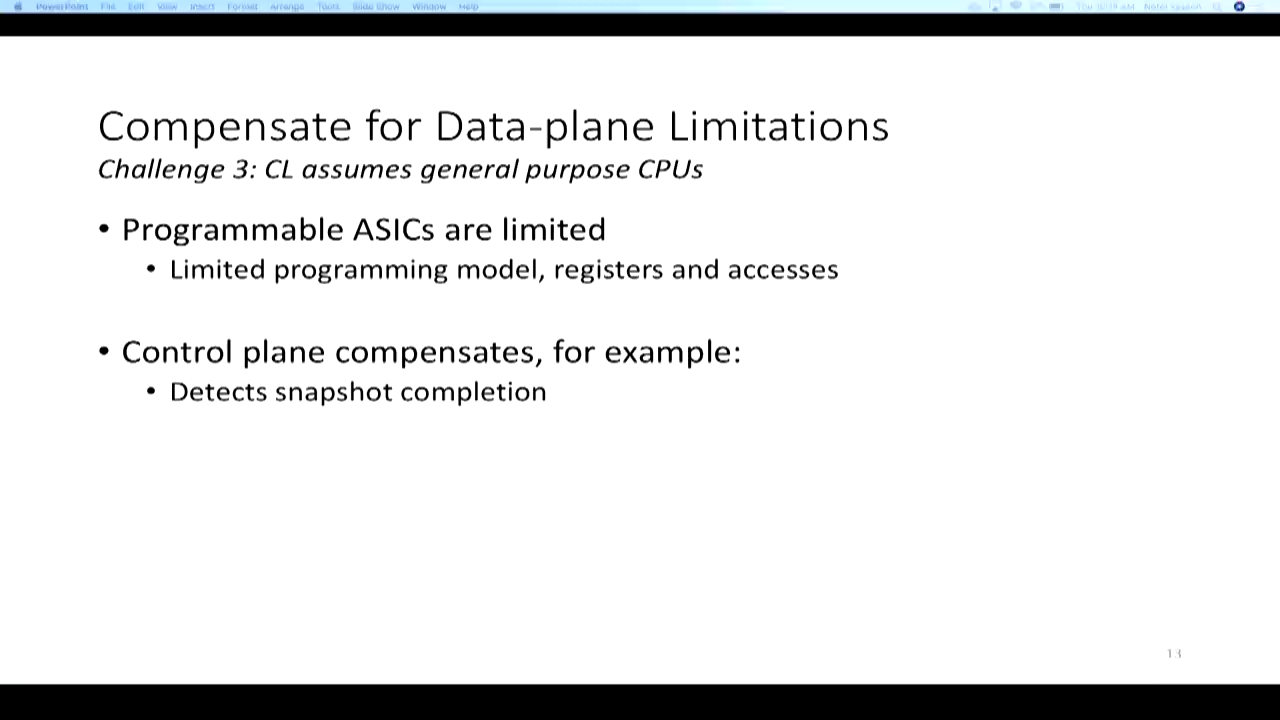 PowerPoint File Edit View Insert Format Arrange Tools Slide Show Window Help
Compensate for Data-plane Limitations
Challenge 3: CL assumes general purpose CPUs
• Programmable ASICs are limited
• Limited programming model, registers and accesses
• Control plane compensates, for example:
• Detects snapshot completion
13